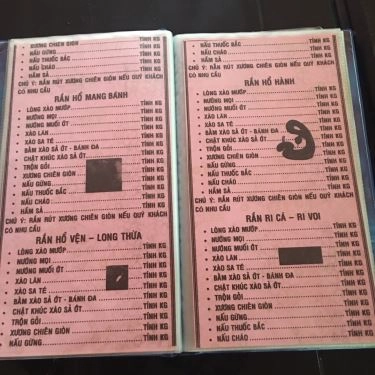 XƯƠNG CHIÊN GIÒN TÍNH KG
NẤU GỪNG TÍNH KG
NẤU THUỐC BẮC TÍNH KG
NẤU CHÁO TÍNH KG
HẦM SẢ TÍNH KG
CHÚ Ý: RẮN RÚT XƯƠNG CHIÊN GIÒN NẾU QUÝ KHÁCH
CÓ NHU CẦU
RẮN HỔ MANG BÀNH
LÒNG XÀO MƯỚP TÍNH KG
NƯỚNG MỌI TÍNH KG
NƯỚNG MUỐI ỚT TÍNH KG
XÀO LĂN TÍNH KG
XÀO SA TẾ TÍNH KG
BẰM XÀO SẢ ỚT - BÁNH ĐA TÍNH KG
CHẶT KHÚC XÀO SẢ ỚT TÍNH KG
TRỘN GỎI TÍNH KG
XƯƠNG CHIÊN GIÒN TÍNH KG
NẤU GỪNG TÍNH KG
NẤU THUỐC BẮC TÍNH KG
NẤU CHÁO TÍNH KG
HẦM SẢ TÍNH KG
CHÚ Ý: RẮN RÚT XƯƠNG CHIÊN GIÒN NẾU QUÝ KHÁCH
CÓ NHU CẦU
RẮN HỔ VỆN – LONG THỪA
LÒNG XÀO MƯỚP TÍNH KG
NƯỚNG MỌI TÍNH KG
NƯỚNG MUỐI ỚT TÍNH KG
XÀO LĂN TÍNH KG
XÀO SA TẾ TÍNH KG
BẰM XÀO SẢ ỚT - BÁNH ĐA TÍNH KG
CHẶT KHÚC XÀO SẢ ỚT TÍNH KG
TRỘN GỎI TÍNH KG
XƯƠNG CHIÊN GIÒN TÍNH KG
NẤU GỪNG TÍNH KG
NẤU THUỐC BẮC TÍNH KG
NẤU CHÁO TÍNH KG
HẦM SẢ TÍNH KG
CHÚ Ý: RẮN RÚT XƯƠNG CHIÊN GIÒN NẾU QUÝ KHÁCH
CÓ NHU CẦU
RẮN HỔ HÀNH
LÒNG XÀO MƯỚP TÍNH KG
NƯỚNG MỌI TÍNH KG
NƯỚNG MUỐI ỚT TÍNH KG
XÀO LĂN TÍNH KG
XÀO SA TẾ TÍNH KG
BẰM XÀO SẢ ỚT - BÁNH ĐA TÍNH KG
CHẶT KHÚC XÀO SẢ ỚT TÍNH KG
TRỘN GỎI TÍNH KG
XƯƠNG CHIÊN GIÒN TÍNH KG
NẤU GỪNG TÍNH KG
NẤU THUỐC BẮC TÍNH KG
NẤU CHÁO TÍNH KG
HẦM SẢ TÍNH KG
CHÚ Ý: RẮN RÚT XƯƠNG CHIÊN GIÒN NẾU QUÝ KHÁCH
CÓ NHU CẦU
RẮN RI CÁ – RI VOI
LÒNG XÀO MƯỚP TÍNH KG
NƯỚNG MỌI TÍNH KG
NƯỚNG MUỐI ỚT TÍNH KG
XÀO LĂN TÍNH KG
XÀO SA TẾ TÍNH KG
BẰM XÀO SẢ ỚT - BÁNH ĐA TÍNH KG
CHẶT KHÚC XÀO SẢ ỚT TÍNH KG
TRỘN GỎI TÍNH KG
XƯƠNG CHIÊN GIÒN TÍNH KG
NẤU GỪNG TÍNH KG
NẤU THUỐC BẮC TÍNH KG
NẤU CHÁO TÍNH KG